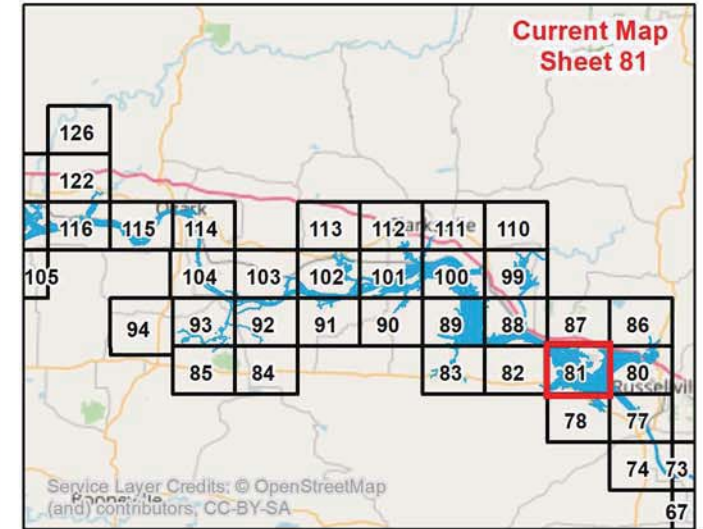 Current Map
Sheet 81
126
122
Ozark
116 115 114 113 112 111 110
105 104 103 102 101 100 99
94 93 92 91 90 89 88 87 86
85 84 83 82 81 80
78 77
74 73
67
Service Layer Credits: © OpenStreetMap
(and) contributors, CC-BY-SA